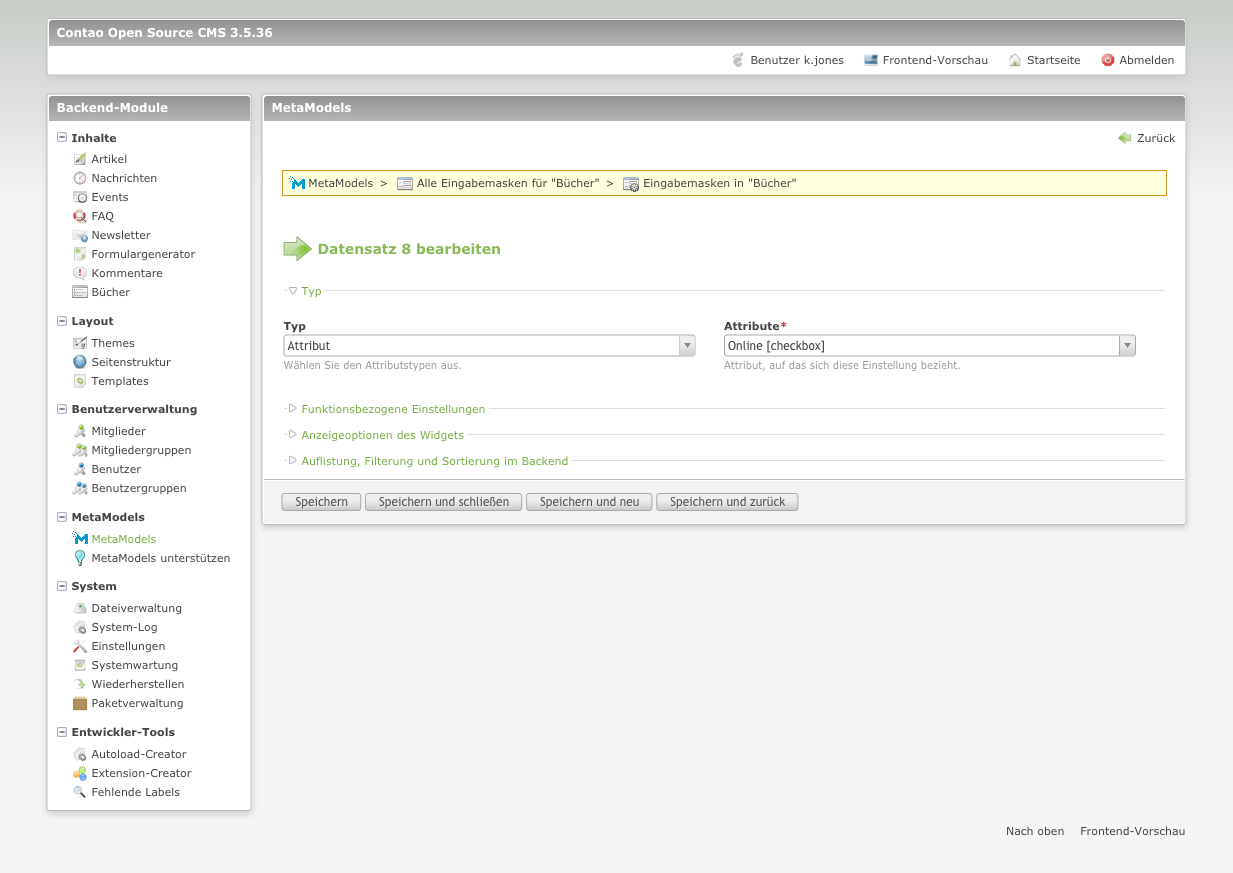 Contao Open Source CMS 3.5.36
Benutzer k.jones Frontend-Vorschau Startseite Abmelden
Backend-Module
Inhalte
Artikel
Nachrichten
Events
FAQ
Newsletter
Formulargenerator
Kommentare
Bücher
Layout
Themes
Seitenstruktur
Templates
Benutzerverwaltung
Mitglieder
Mitgliedergruppen
Benutzer
Benutzergruppen
MetaModels
MetaModels
MetaModels unterstützen
System
Dateiverwaltung
System-Log
Einstellungen
Systemwartung
Wiederherstellen
Paketverwaltung
Entwickler-Tools
Autoload-Creator
Extension-Creator
Fehlende Labels
MetaModels
Zurück
MetaModels > Alle Eingabemasken für "Bücher" > Eingabemasken in "Bücher"
Datensatz 8 bearbeiten
Typ
Typ
Attribut
Wählen Sie den Attributstypen aus.
Attribute*
Online [checkbox]
Attribut, auf das sich diese Einstellung bezieht.
Funktionsbezogene Einstellungen
Anzeigeoptionen des Widgets
Auflistung, Filterung und Sortierung im Backend
Speichern Speichern und schließen Speichern und neu Speichern und zurück
Nach oben Frontend-Vorschau